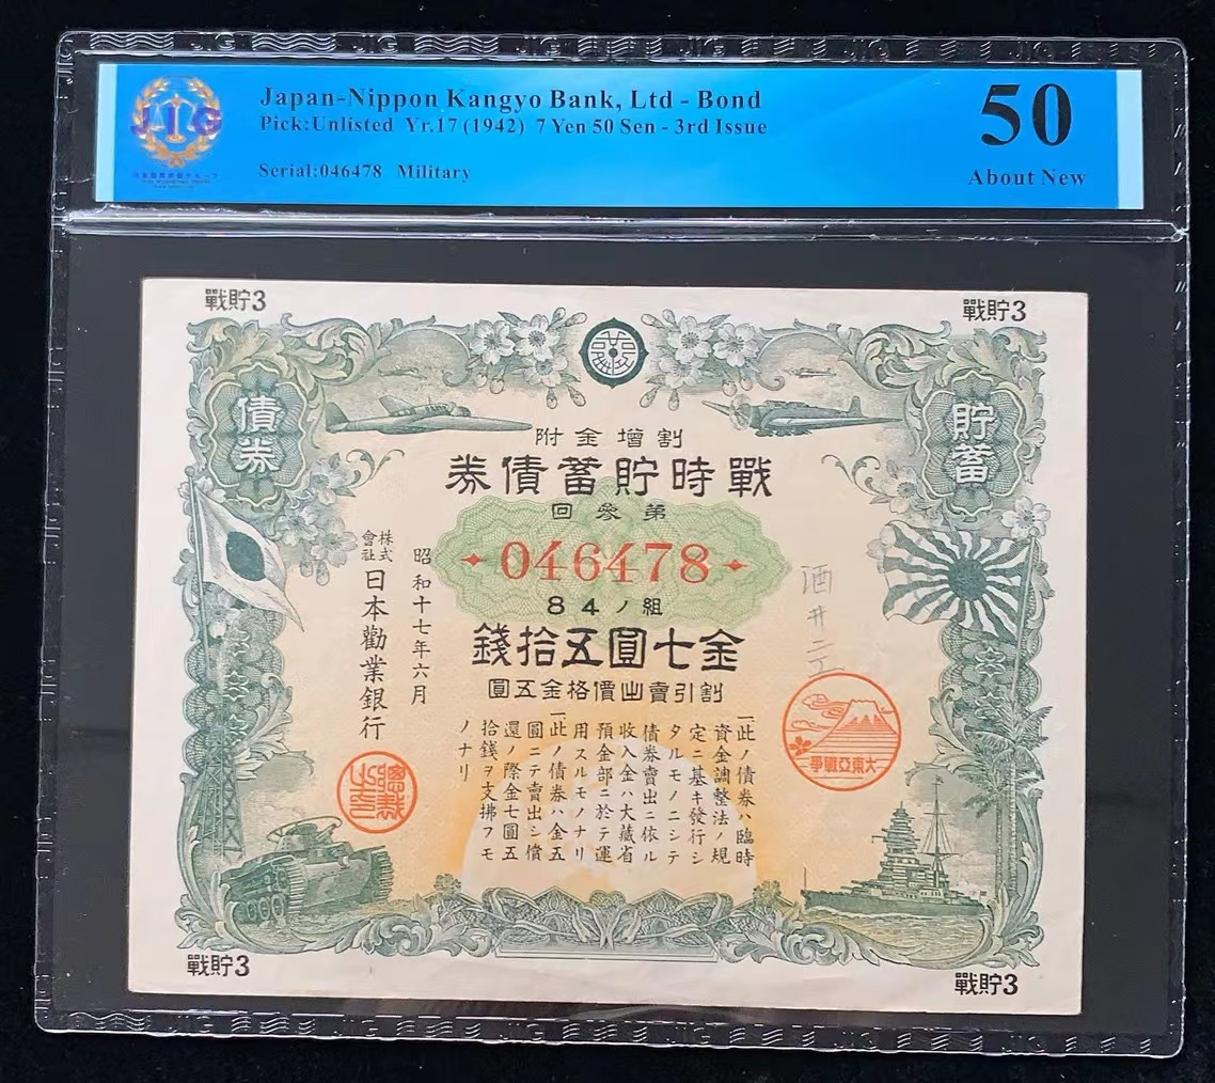 JIG
Japan-Nippon Kangyo Bank, Ltd - Bond
Pick:Unlisted Yr.17 (1942) 7 Yen 50 Sen - 3rd Issue
Serial:046478 Military
50
About New
戰貯3
戰貯3
債券
貯蓄
割增金附
戰時貯蓄債券
第參回
046478
84ノ組
金七圓五拾錢
割引賣出價格金五圓
一此ノ債券ハ臨時
資金調整法ノ規
定ニ基キ發行シ
タルモノニシテ
債券賣出ニ依ル
收入金ハ大藏省
預金部ニ於テ運
用スルモノナリ
一此ノ債券ハ金五
圓ニテ賣出シ償
還ノ際金七圓五
拾錢ヲ支拂フモ
ノナリ
昭和十七年六月
株式會社日本勸業銀行
大東亞戰爭
戰貯3
戰貯3